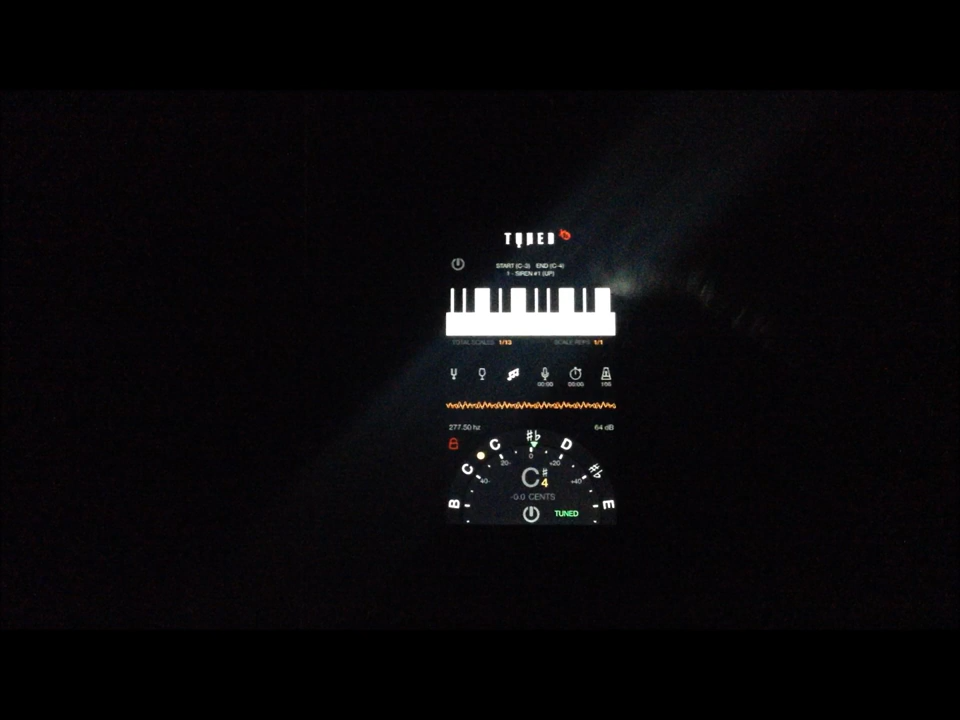 TUNED
START (C-3) END (C-4)
1 - SIREN #1 (UP)
TOTAL SCALES 1/13 SCALE REPS 1/1
00:00 00:00
277.50 hz 64 dB
B C C #b D #b E
40- 20- 0 +20 +40
C#4
-0.0 CENTS
TUNED